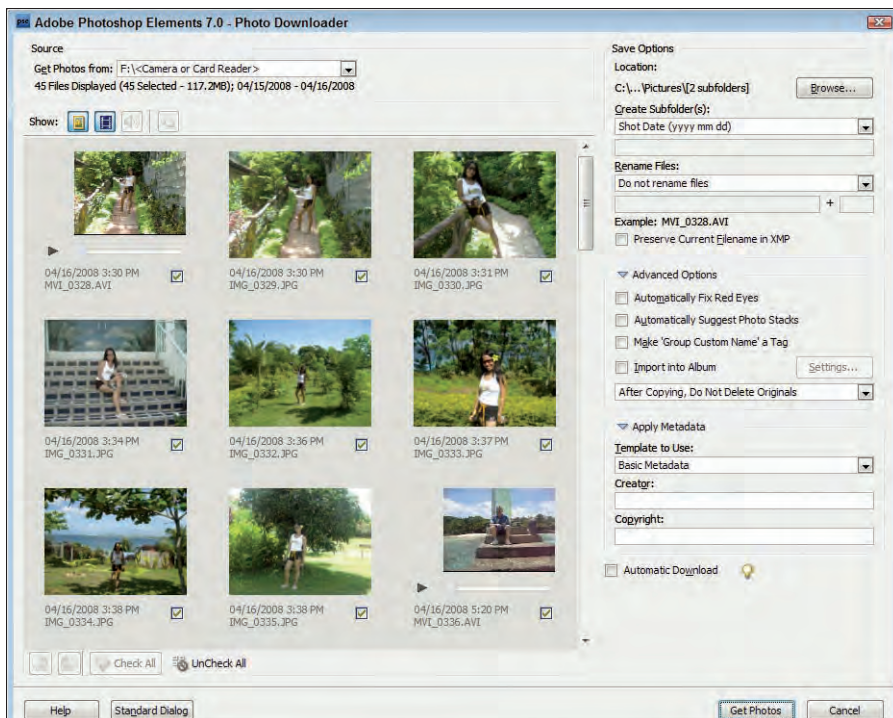 Adobe Photoshop Elements 7.0 - Photo Downloader
Source
Get Photos from: F:\<Camera or Card Reader>
45 Files Displayed (45 Selected - 117.2MB); 04/15/2008 - 04/16/2008
Show:
04/16/2008 3:30 PM
MVI_0328.AVI
04/16/2008 3:30 PM
IMG_0329.JPG
04/16/2008 3:31 PM
IMG_0330.JPG
04/16/2008 3:34 PM
IMG_0331.JPG
04/16/2008 3:36 PM
IMG_0332.JPG
04/16/2008 3:37 PM
IMG_0333.JPG
04/16/2008 3:38 PM
IMG_0334.JPG
04/16/2008 3:38 PM
IMG_0335.JPG
04/16/2008 5:20 PM
MVI_0336.AVI
Check All
UnCheck All
Save Options
Location:
C:\...\Pictures\[2 subfolders]
Browse...
Create Subfolder(s):
Shot Date (yyyy mm dd)
Rename Files:
Do not rename files
+
Example: MVI_0328.AVI
Preserve Current Filename in XMP
Advanced Options
Automatically Fix Red Eyes
Automatically Suggest Photo Stacks
Make 'Group Custom Name' a Tag
Import into Album
Settings...
After Copying, Do Not Delete Originals
Apply Metadata
Template to Use:
Basic Metadata
Creator:
Copyright:
Automatic Download
Help
Standard Dialog
Get Photos
Cancel